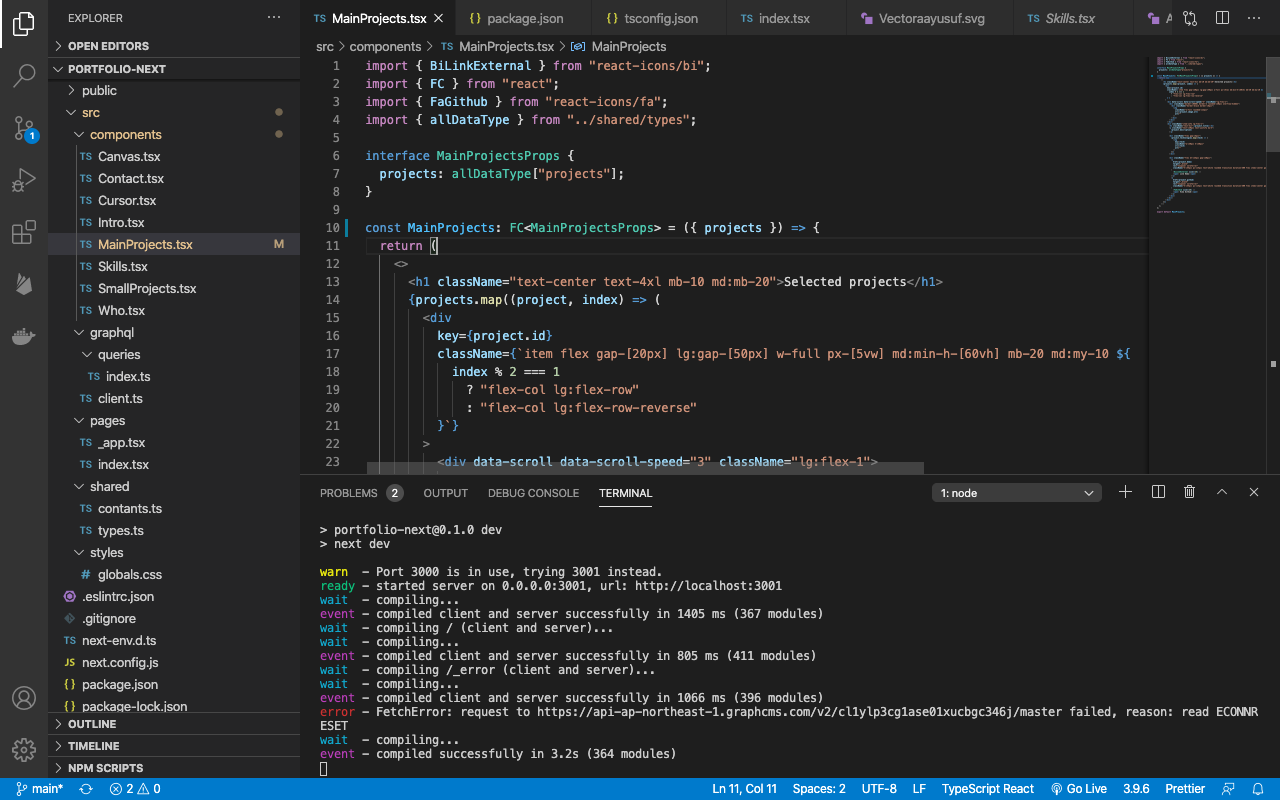 EXPLORER
OPEN EDITORS
PORTFOLIO-NEXT
public
src
components
TS Canvas.tsx
TS Contact.tsx
TS Cursor.tsx
TS Intro.tsx
TS MainProjects.tsx M
TS Skills.tsx
TS SmallProjects.tsx
TS Who.tsx
graphql
queries
TS index.ts
TS client.ts
pages
TS _app.tsx
TS index.tsx
shared
TS contants.ts
TS types.ts
styles
# globals.css
.eslintrc.json
.gitignore
TS next-env.d.ts
JS next.config.js
{} package.json
{} package-lock.json
OUTLINE
TIMELINE
NPM SCRIPTS
1
TS MainProjects.tsx {} package.json {} tsconfig.json TS index.tsx Vectoraayusuf.svg TS Skills.tsx
src > components > TS MainProjects.tsx > MainProjects
1 import { BiLinkExternal } from "react-icons/bi";
2 import { FC } from "react";
3 import { FaGithub } from "react-icons/fa";
4 import { allDataType } from "../shared/types";
5
6 interface MainProjectsProps {
7 projects: allDataType["projects"];
8 }
9
10 const MainProjects: FC<MainProjectsProps> = ({ projects }) => {
11 return (
12 <>
13 <h1 className="text-center text-4xl mb-10 md:mb-20">Selected projects</h1>
14 {projects.map((project, index) => (
15 <div
16 key={project.id}
17 className={`item flex gap-[20px] lg:gap-[50px] w-full px-[5vw] md:min-h-[60vh] mb-20 md:my-10 ${
18 index % 2 === 1
19 ? "flex-col lg:flex-row"
20 : "flex-col lg:flex-row-reverse"
21 }`}
22 >
23 <div data-scroll data-scroll-speed="3" className="lg:flex-1">
PROBLEMS 2 OUTPUT DEBUG CONSOLE TERMINAL 1: node
> portfolio-next@0.1.0 dev
> next dev
warn - Port 3000 is in use, trying 3001 instead.
ready - started server on 0.0.0.0:3001, url: http://localhost:3001
wait - compiling...
event - compiled client and server successfully in 1405 ms (367 modules)
wait - compiling / (client and server)...
wait - compiling...
event - compiled client and server successfully in 805 ms (411 modules)
wait - compiling /_error (client and server)...
wait - compiling...
event - compiled client and server successfully in 1066 ms (396 modules)
error - FetchError: request to https://api-ap-northeast-1.graphcms.com/v2/cl1ylp3cg1ase01xucbgc346j/master failed, reason: read ECONNR
ESET
wait - compiling...
event - compiled successfully in 3.2s (364 modules)
main* 2 0 Ln 11, Col 11 Spaces: 2 UTF-8 LF TypeScript React Go Live 3.9.6 Prettier